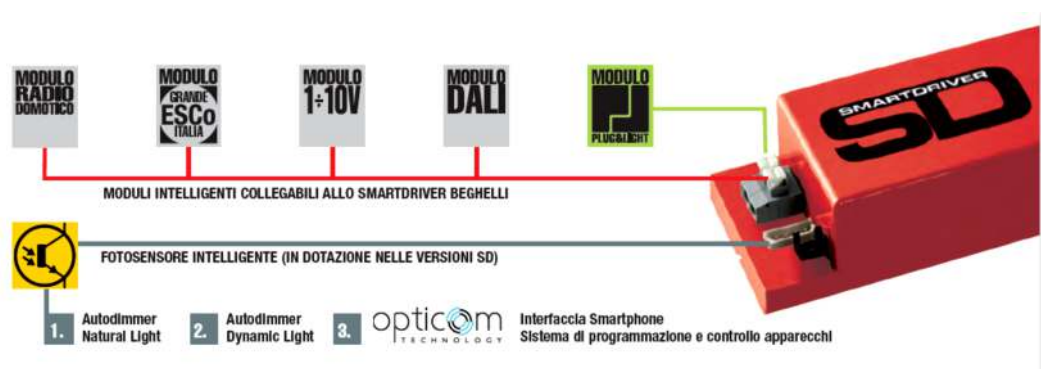 MODULO
RADIO
DOMOTICO
MODULO
GRANDE
ESCo
ITALIA
MODULO
1÷10V
MODULO
DALI
MODULO
PLUG&LIGHT
SMARTDRIVER
SD
MODULI INTELLIGENTI COLLEGABILI ALLO SMARTDRIVER BEGHELLI
FOTOSENSORE INTELLIGENTE (IN DOTAZIONE NELLE VERSIONI SD)
1.
Autodimmer
Natural Light
2.
Autodimmer
Dynamic Light
3.
opticom
TECHNOLOGY
Interfaccia Smartphone
Sistema di programmazione e controllo apparecchi